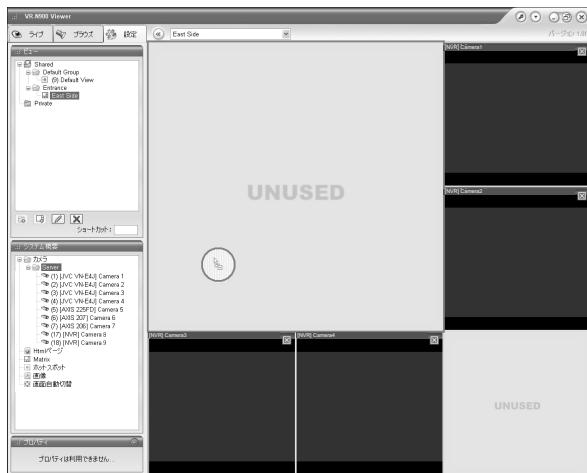 VR-N900 Viewer
ライブ
ブラウズ
設定
East Side
バージョン 1.0
ビュー
Shared
Default Group
(9) Default View
Entrance
East Side
Private
ショートカット:
システム概要
カメラ
Server
(1) [JVC VN-E4J] Camera 1
(2) [JVC VN-E4J] Camera 2
(3) [JVC VN-E4J] Camera 3
(4) [JVC VN-E4J] Camera 4
(5) [AXIS 225FD] Camera 5
(6) [AXIS 207] Camera 6
(7) [AXIS 206] Camera 7
(17) [NVR] Camera 8
(18) [NVR] Camera 9
Htmlページ
Matrix
ホットスポット
画像
画面自動切替
プロパティ
プロパティは利用できません...
UNUSED
[NVR] Camera1
[NVR] Camera2
[NVR] Camera3
[NVR] Camera4
UNUSED